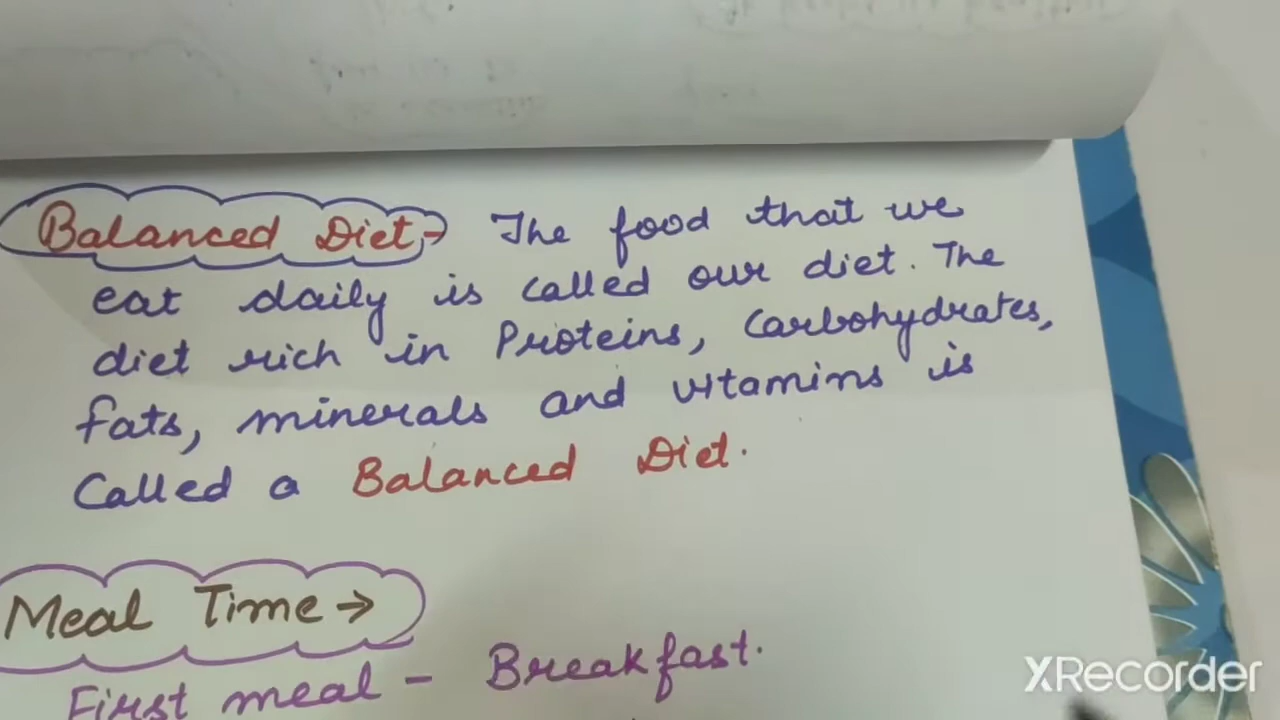 Balanced Diet- The food that we
eat daily is called our diet. The
diet rich in Proteins, Carbohydrates,
fats, minerals and vitamins is
Called a Balanced Diet.
Meal Time →
First meal - Breakfast.
XRecorder